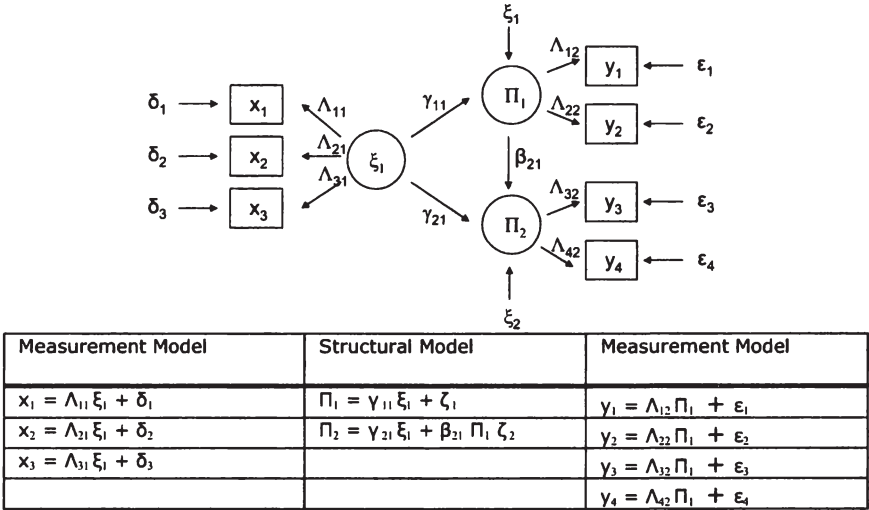 ξ₁
Λ₁₂
y₁
ε₁
Π₁
δ₁
x₁
Λ₁₁
γ₁₁
Λ₂₂
y₂
ε₂
δ₂
x₂
Λ₂₁
ξ₁
β₂₁
δ₃
x₃
Λ₃₁
γ₂₁
Λ₃₂
y₃
ε₃
Π₂
Λ₄₂
y₄
ε₄
ξ₂
Measurement Model Structural Model Measurement Model
x₁ = Λ₁₁ ξ₁ + δ₁ Π₁ = γ₁₁ ξ₁ + ζ₁ y₁ = Λ₁₂ Π₁ + ε₁
x₂ = Λ₂₁ ξ₁ + δ₂ Π₂ = γ₂₁ ξ₁ + β₂₁ Π₁ ζ₂ y₂ = Λ₂₂ Π₁ + ε₂
x₃ = Λ₃₁ ξ₁ + δ₃ y₃ = Λ₃₂ Π₁ + ε₃
y₄ = Λ₄₂ Π₁ + ε₄